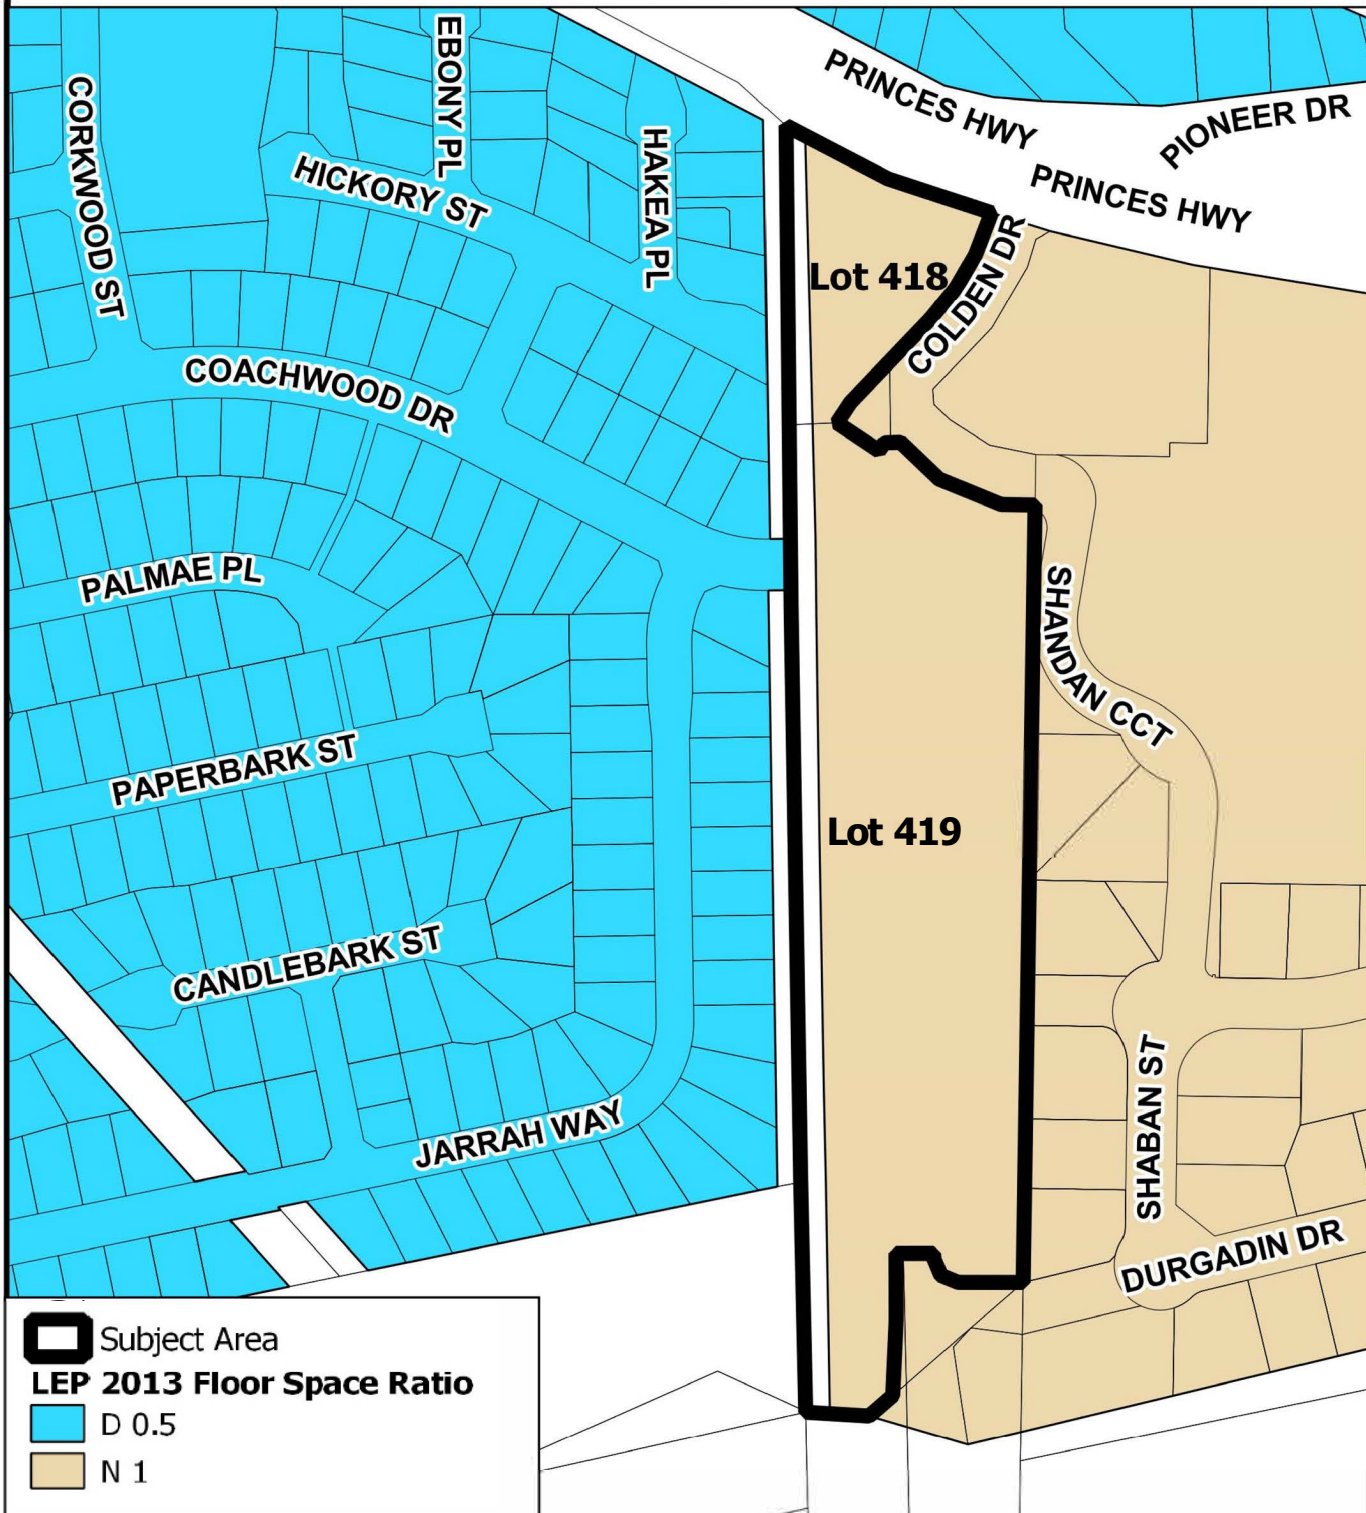 PRINCES HWY
PIONEER DR
PRINCES HWY
EBONY PL
CORKWOOD ST
HAKEA PL
HICKORY ST
Lot 418
COLDEN DR
COACHWOOD DR
PALMAE PL
SHANDAN CCT
PAPERBARK ST
Lot 419
CANDLEBARK ST
JARRAH WAY
SHABAN ST
DURGADIN DR
Subject Area
LEP 2013 Floor Space Ratio
D 0.5
N 1